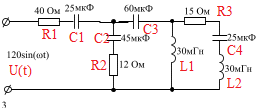 40 Ом 25мкФ 60мкФ 15 Ом R3
R1 C1 C2 C3 25мкФ
45мкФ C4
120sin(ωt) R2 12 Ом 30мГн 30мГн
U(t) L1 L2
3